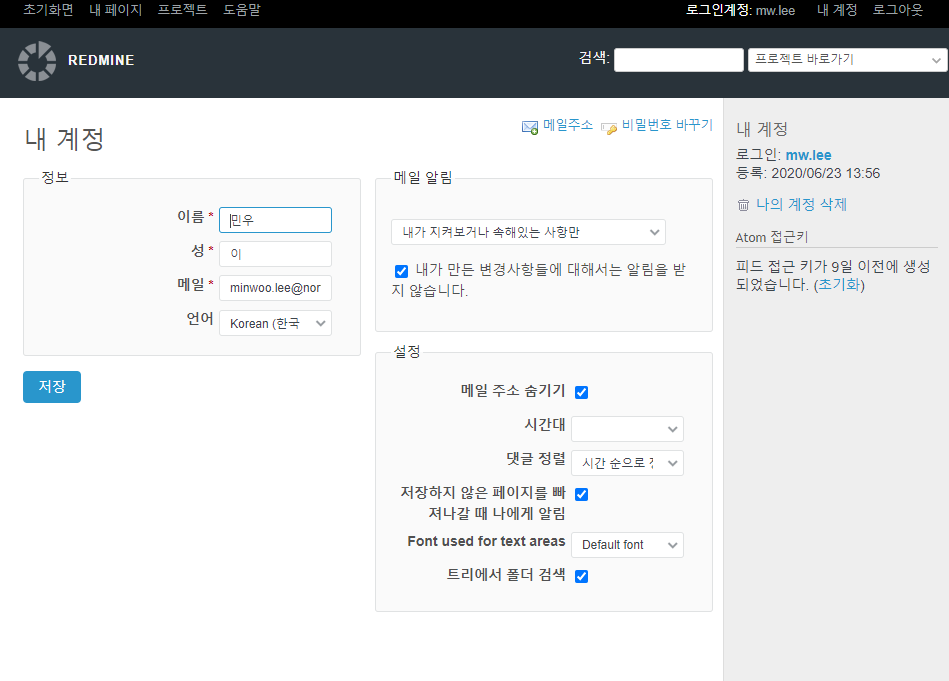 초기화면 내 페이지 프로젝트 도움말 로그인계정: mw.lee 내 계정 로그아웃
REDMINE 검색: 프로젝트 바로가기
내 계정
메일주소 비밀번호 바꾸기
정보
이름 * 민우
성 * 이
메일 * minwoo.lee@nor
언어 Korean (한국
저장
메일 알림
내가 지켜보거나 속해있는 사항만
내가 만든 변경사항들에 대해서는 알림을 받
지 않습니다.
설정
메일 주소 숨기기
시간대
댓글 정렬 시간 순으로
저장하지 않은 페이지를 빠
져나갈 때 나에게 알림
Font used for text areas Default font
트리에서 폴더 검색
내 계정
로그인: mw.lee
등록: 2020/06/23 13:56
나의 계정 삭제
Atom 접근키
피드 접근 키가 9일 이전에 생성
되었습니다. (초기화)